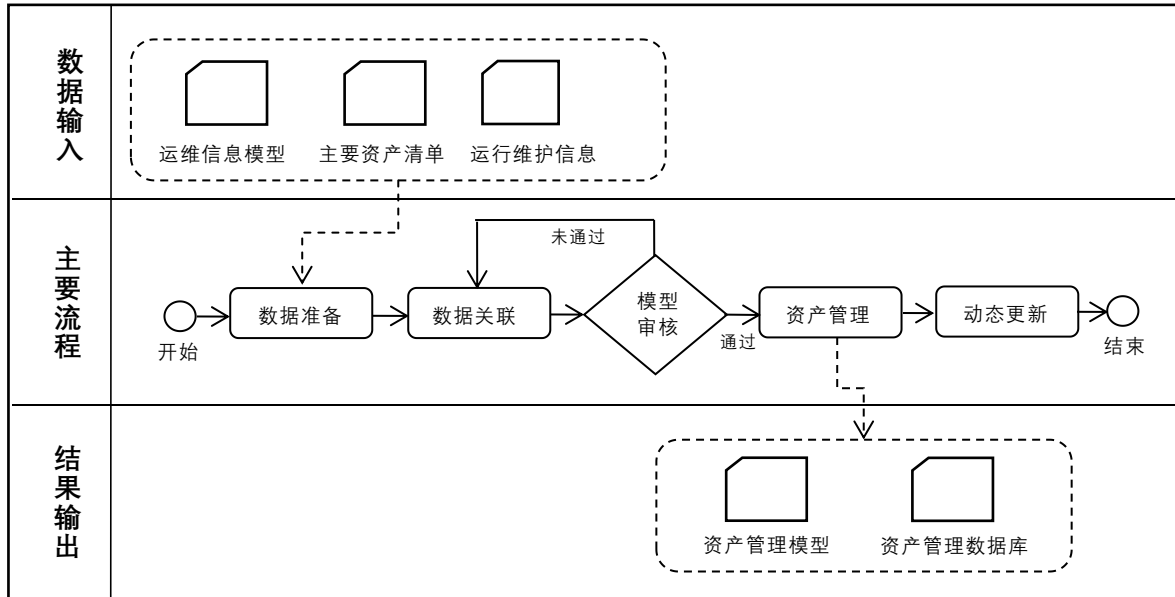 数据输入
运维信息模型
主要资产清单
运行维护信息
主要流程
未通过
开始
数据准备
数据关联
模型
审核
通过
资产管理
动态更新
结束
结果输出
资产管理模型
资产管理数据库